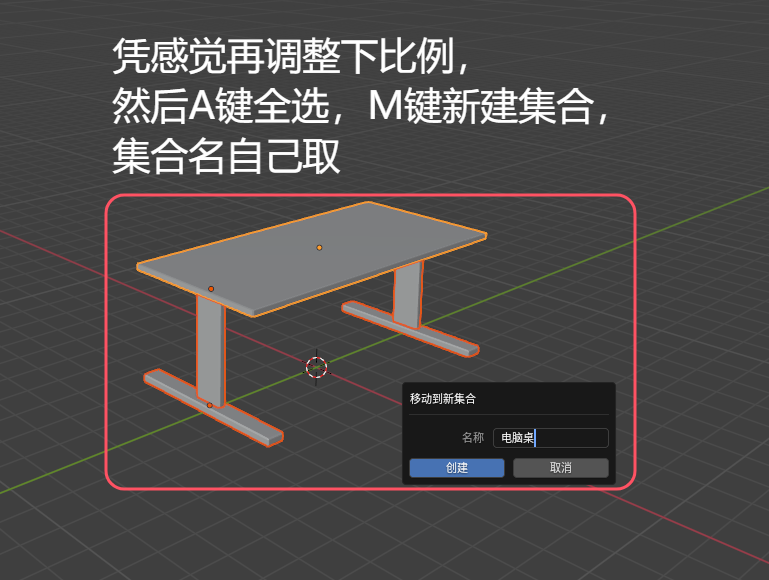 凭感觉再调整下比例，
然后A键全选，M键新建集合，
集合名自己取
移动到新集合
名称 电脑桌
创建 取消